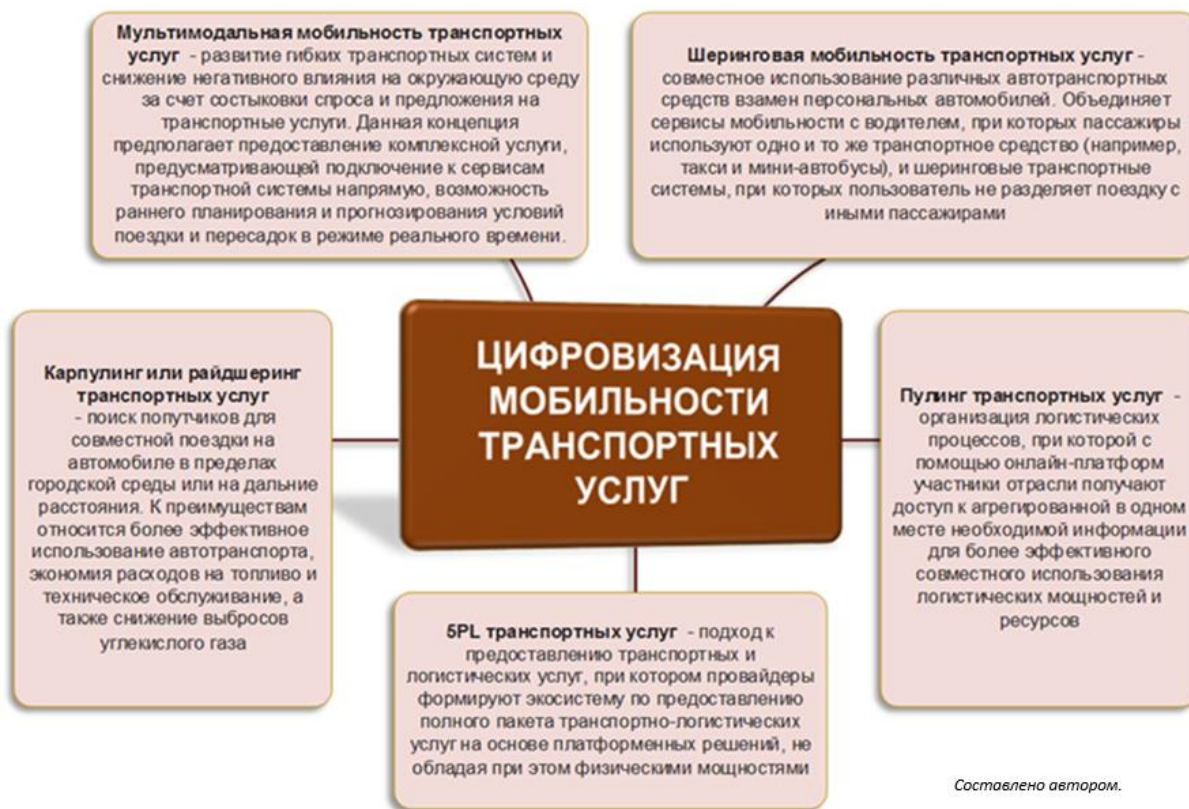 Мультимодальная мобильность транспортных
услуг - развитие гибких транспортных систем и
снижение негативного влияния на окружающую среду
за счет состыковки спроса и предложения на
транспортные услуги. Данная концепция
предполагает предоставление комплексной услуги,
предусматривающей подключение к сервисам
транспортной системы напрямую, возможность
раннего планирования и прогнозирования условий
поездки и пересадок в режиме реального времени.
Шеринговая мобильность транспортных услуг -
совместное использование различных автотранспортных
средств взамен персональных автомобилей. Объединяет
сервисы мобильности с водителем, при которых пассажиры
используют одно и то же транспортное средство (например,
такси и мини-автобусы), и шеринговые транспортные
системы, при которых пользователь не разделяет поездку с
иными пассажирами
Карпулинг или райдшеринг
транспортных услуг
- поиск попутчиков для
совместной поездки на
автомобиле в пределах
городской среды или на дальние
расстояния. К преимуществам
относится более эффективное
использование автотранспорта,
экономия расходов на топливо и
техническое обслуживание, а
также снижение выбросов
углекислого газа
ЦИФРОВИЗАЦИЯ
МОБИЛЬНОСТИ
ТРАНСПОРТНЫХ
УСЛУГ
Пулинг транспортных услуг -
организация логистических
процессов, при которой с
помощью онлайн-платформ
участники отрасли получают
доступ к агрегированной в одном
месте необходимой информации
для более эффективного
совместного использования
логистических мощностей и
ресурсов
5PL транспортных услуг - подход к
предоставлению транспортных и
логистических услуг, при котором провайдеры
формируют экосистему по предоставлению
полного пакета транспортно-логистических
услуг на основе платформенных решений, не
обладая при этом физическими мощностями
Составлено автором.